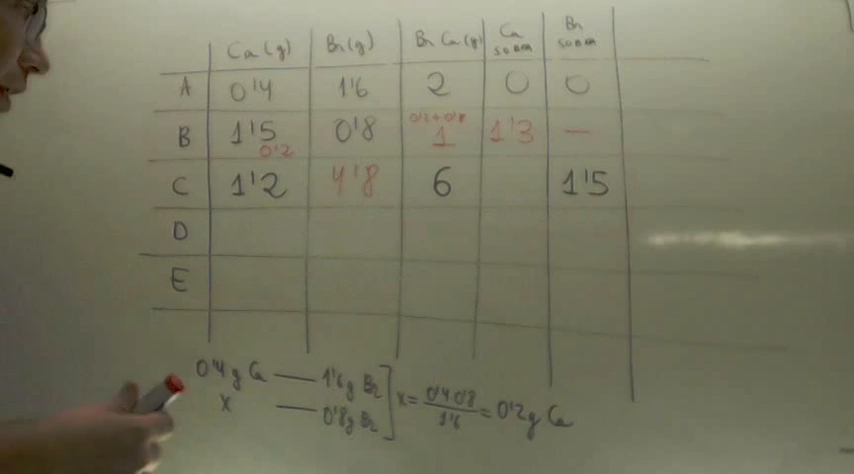 Ca (g) Br (g) Br Ca (g) Ca sobra Br sobra
A 0'4 1'6 2 0 0
0'2+0'8
B 1'5 0'8 1 1'3 —
0'2
C 1'2 4'8 6 1'5
D
E
0'4 g Ca — 1'6 g Br
x — 0'8 g Br
x = 0'4·0'8 / 1'6 = 0'2 g Ca